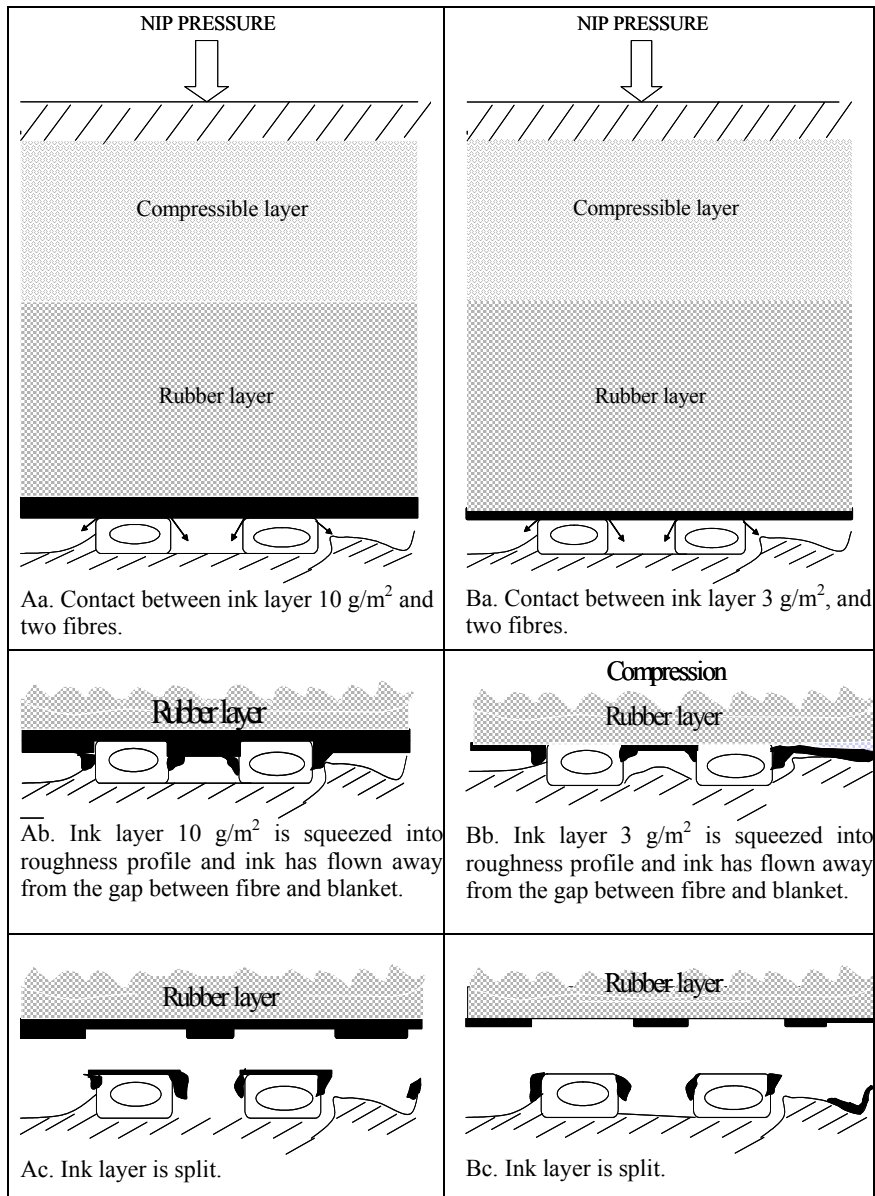 NIP PRESSURE
Compressible layer
Rubber layer
Aa. Contact between ink layer 10 g/m² and
two fibres.
NIP PRESSURE
Compressible layer
Rubber layer
Ba. Contact between ink layer 3 g/m², and
two fibres.
Rubber layer
Ab. Ink layer 10 g/m² is squeezed into
roughness profile and ink has flown away
from the gap between fibre and blanket.
Compression
Rubber layer
Bb. Ink layer 3 g/m² is squeezed into
roughness profile and ink has flown away
from the gap between fibre and blanket.
Rubber layer
Ac. Ink layer is split.
Rubber layer
Bc. Ink layer is split.